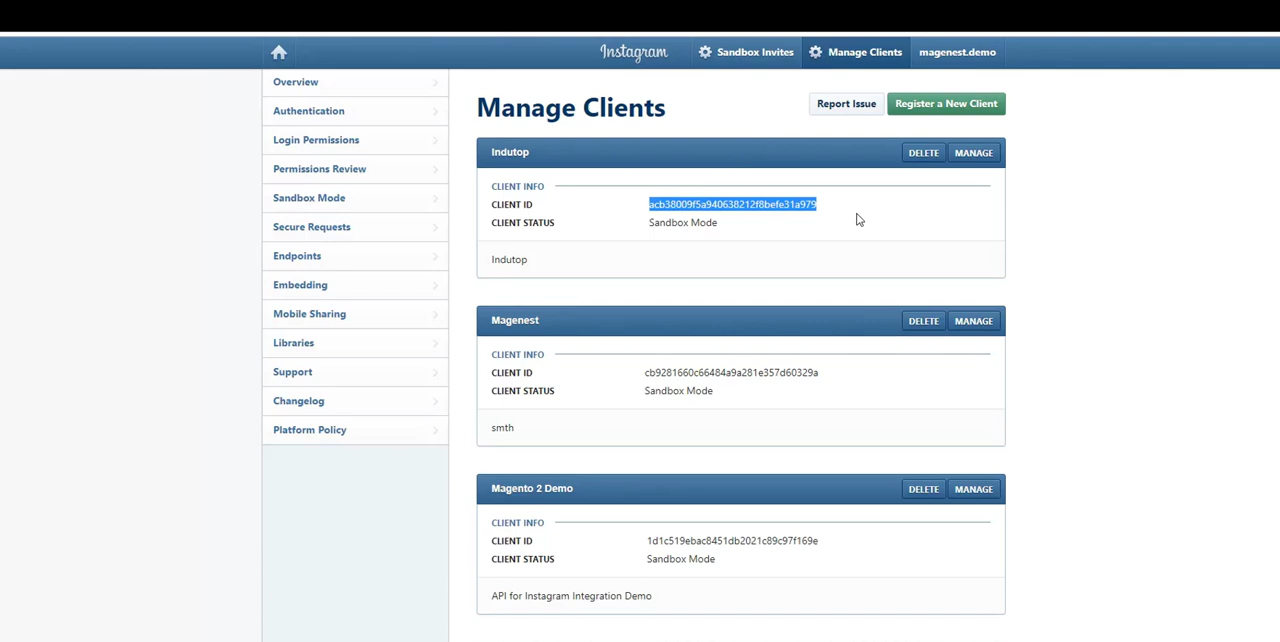 Instagram
Sandbox Invites
Manage Clients
magenest.demo
Overview
Authentication
Login Permissions
Permissions Review
Sandbox Mode
Secure Requests
Endpoints
Embedding
Mobile Sharing
Libraries
Support
Changelog
Platform Policy
Manage Clients
Report Issue
Register a New Client
Indutop
DELETE
MANAGE
CLIENT INFO
CLIENT ID acb38009f5a940638212f8befe31a979
CLIENT STATUS Sandbox Mode
Indutop
Magenest
DELETE
MANAGE
CLIENT INFO
CLIENT ID cb9281660c66484a9a281e357d60329a
CLIENT STATUS Sandbox Mode
smth
Magento 2 Demo
DELETE
MANAGE
CLIENT INFO
CLIENT ID 1d1c519ebac8451db2021c89c97f169e
CLIENT STATUS Sandbox Mode
API for Instagram Integration Demo